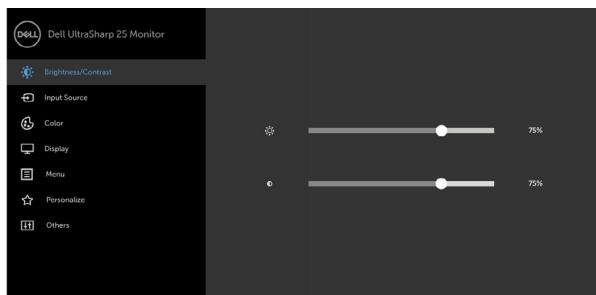 DELL
Dell UltraSharp 25 Monitor
Brightness/Contrast
Input Source
Color
Display
Menu
Personalize
Others
75%
75%